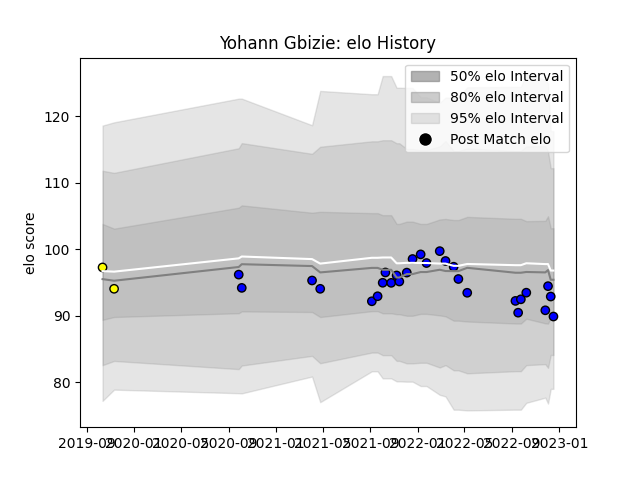 Yohann Gbizie: elo History
50% elo Interval
80% elo Interval
95% elo Interval
Post Match elo
elo score
120
110
100
90
80
2019-09 2020-01 2020-05 2020-09 2021-01 2021-05 2021-09 2022-01 2022-05 2022-09 2023-01